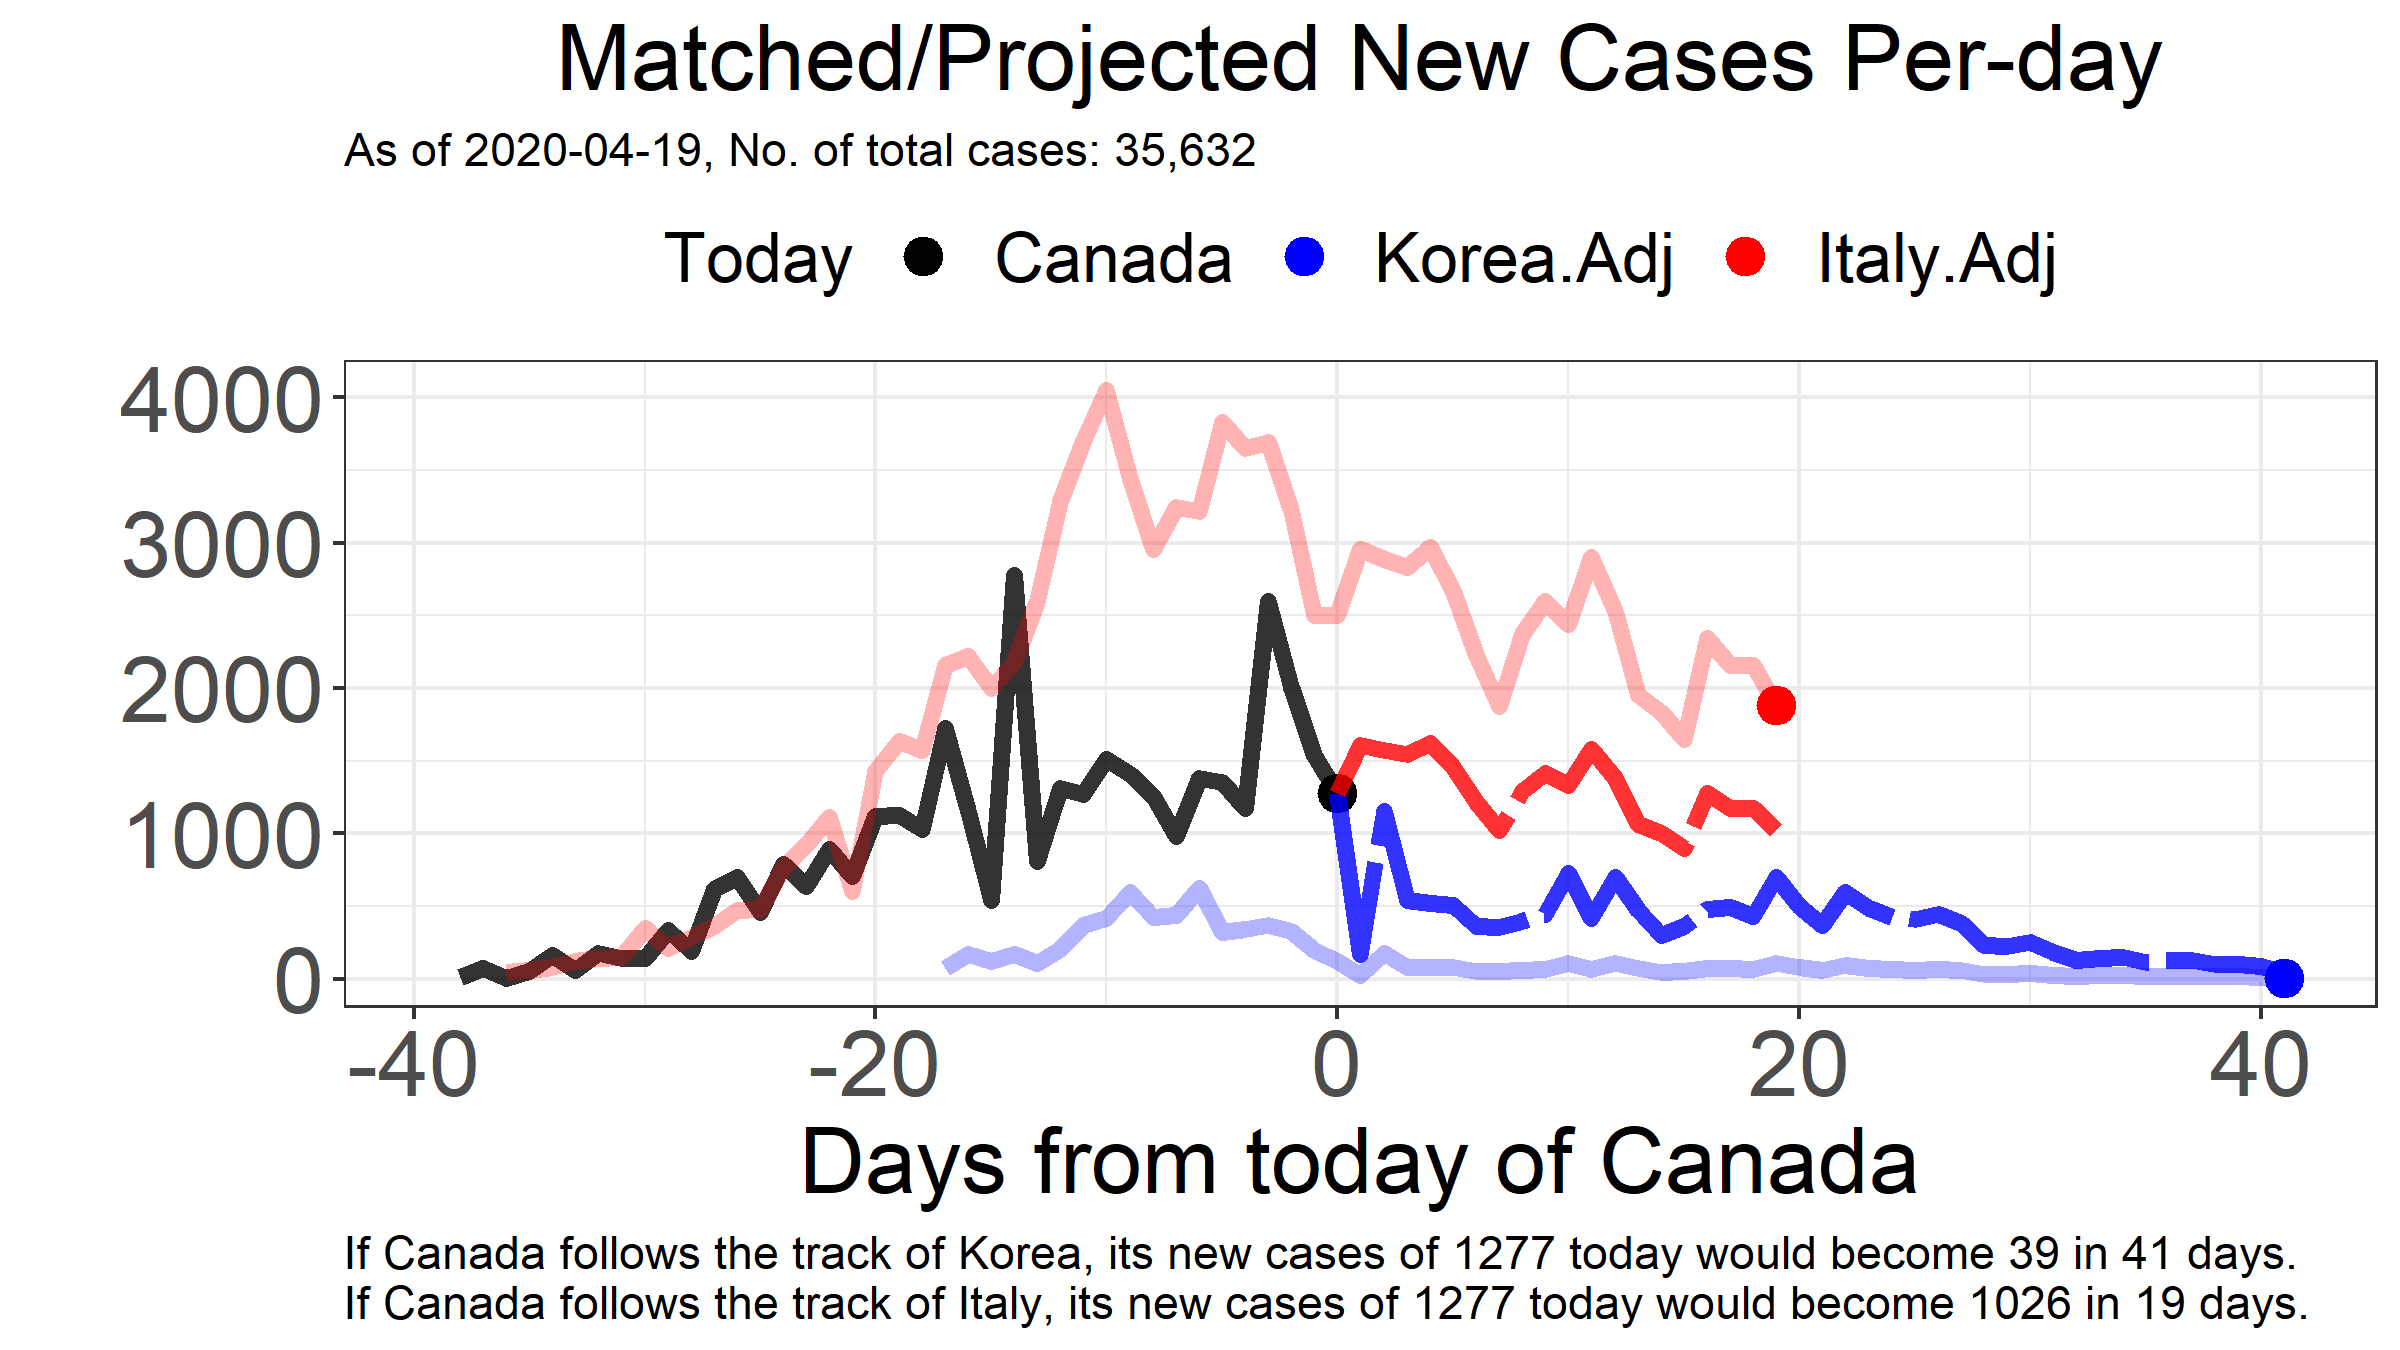 Matched/Projected New Cases Per-day
As of 2020-04-19, No. of total cases: 35,632
Today Canada Korea.Adj Italy.Adj
4000
3000
2000
1000
0
-40 -20 0 20 40
Days from today of Canada
If Canada follows the track of Korea, its new cases of 1277 today would become 39 in 41 days.
If Canada follows the track of Italy, its new cases of 1277 today would become 1026 in 19 days.